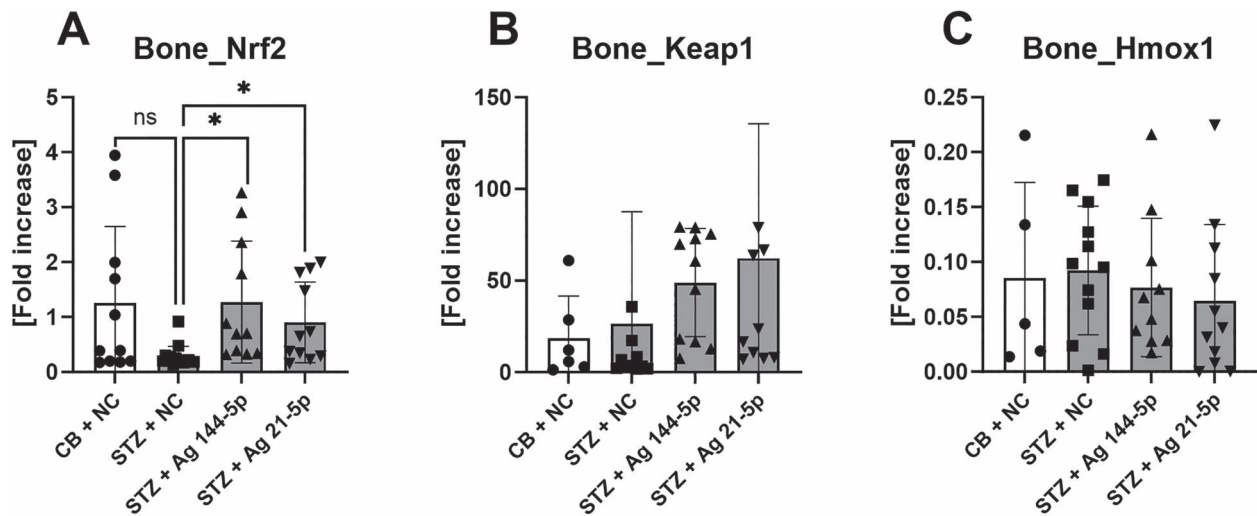 A
Bone_Nrf2
[Fold increase]
5
4
3
2
1
0
ns
*
*
CB + NC
STZ + NC
STZ + Ag 144-5p
STZ + Ag 21-5p
B
Bone_Keap1
[Fold increase]
150
100
50
0
CB + NC
STZ + NC
STZ + Ag 144-5p
STZ + Ag 21-5p
C
Bone_Hmox1
[Fold increase]
0.25
0.20
0.15
0.10
0.05
0.00
CB + NC
STZ + NC
STZ + Ag 144-5p
STZ + Ag 21-5p